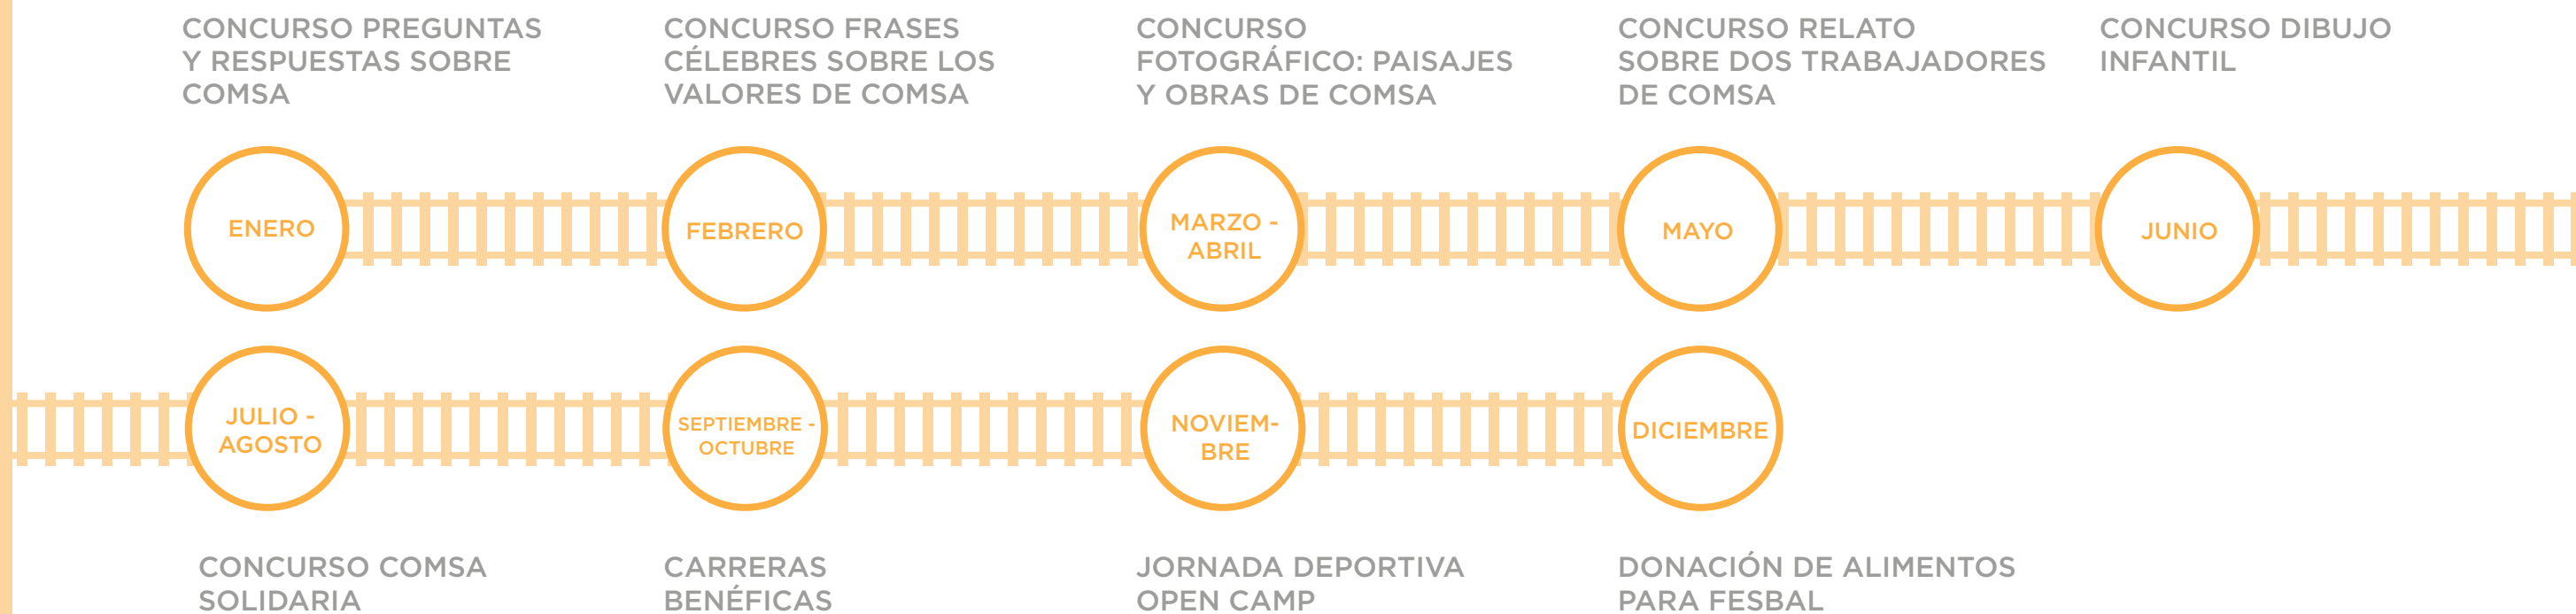 CONCURSO PREGUNTAS
Y RESPUESTAS SOBRE
COMSA
CONCURSO FRASES
CÉLEBRES SOBRE LOS
VALORES DE COMSA
CONCURSO
FOTOGRÁFICO: PAISAJES
Y OBRAS DE COMSA
CONCURSO RELATO
SOBRE DOS TRABAJADORES
DE COMSA
CONCURSO DIBUJO
INFANTIL
ENERO
FEBRERO
MARZO -
ABRIL
MAYO
JUNIO
JULIO -
AGOSTO
SEPTIEMBRE -
OCTUBRE
NOVIEM-
BRE
DICIEMBRE
CONCURSO COMSA
SOLIDARIA
CARRERAS
BENÉFICAS
JORNADA DEPORTIVA
OPEN CAMP
DONACIÓN DE ALIMENTOS
PARA FESBAL